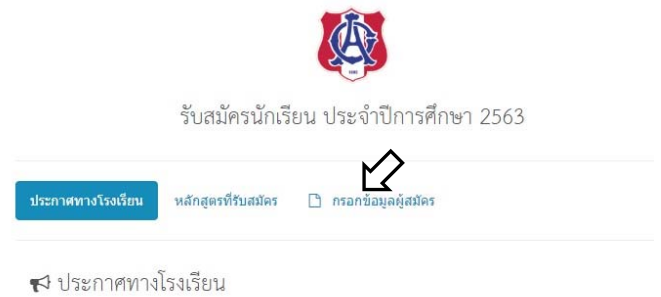 รับสมัครนักเรียน ประจำปีการศึกษา 2563
ประกาศทางโรงเรียน หลักสูตรที่รับสมัคร กรอกข้อมูลผู้สมัคร
ประกาศทางโรงเรียน